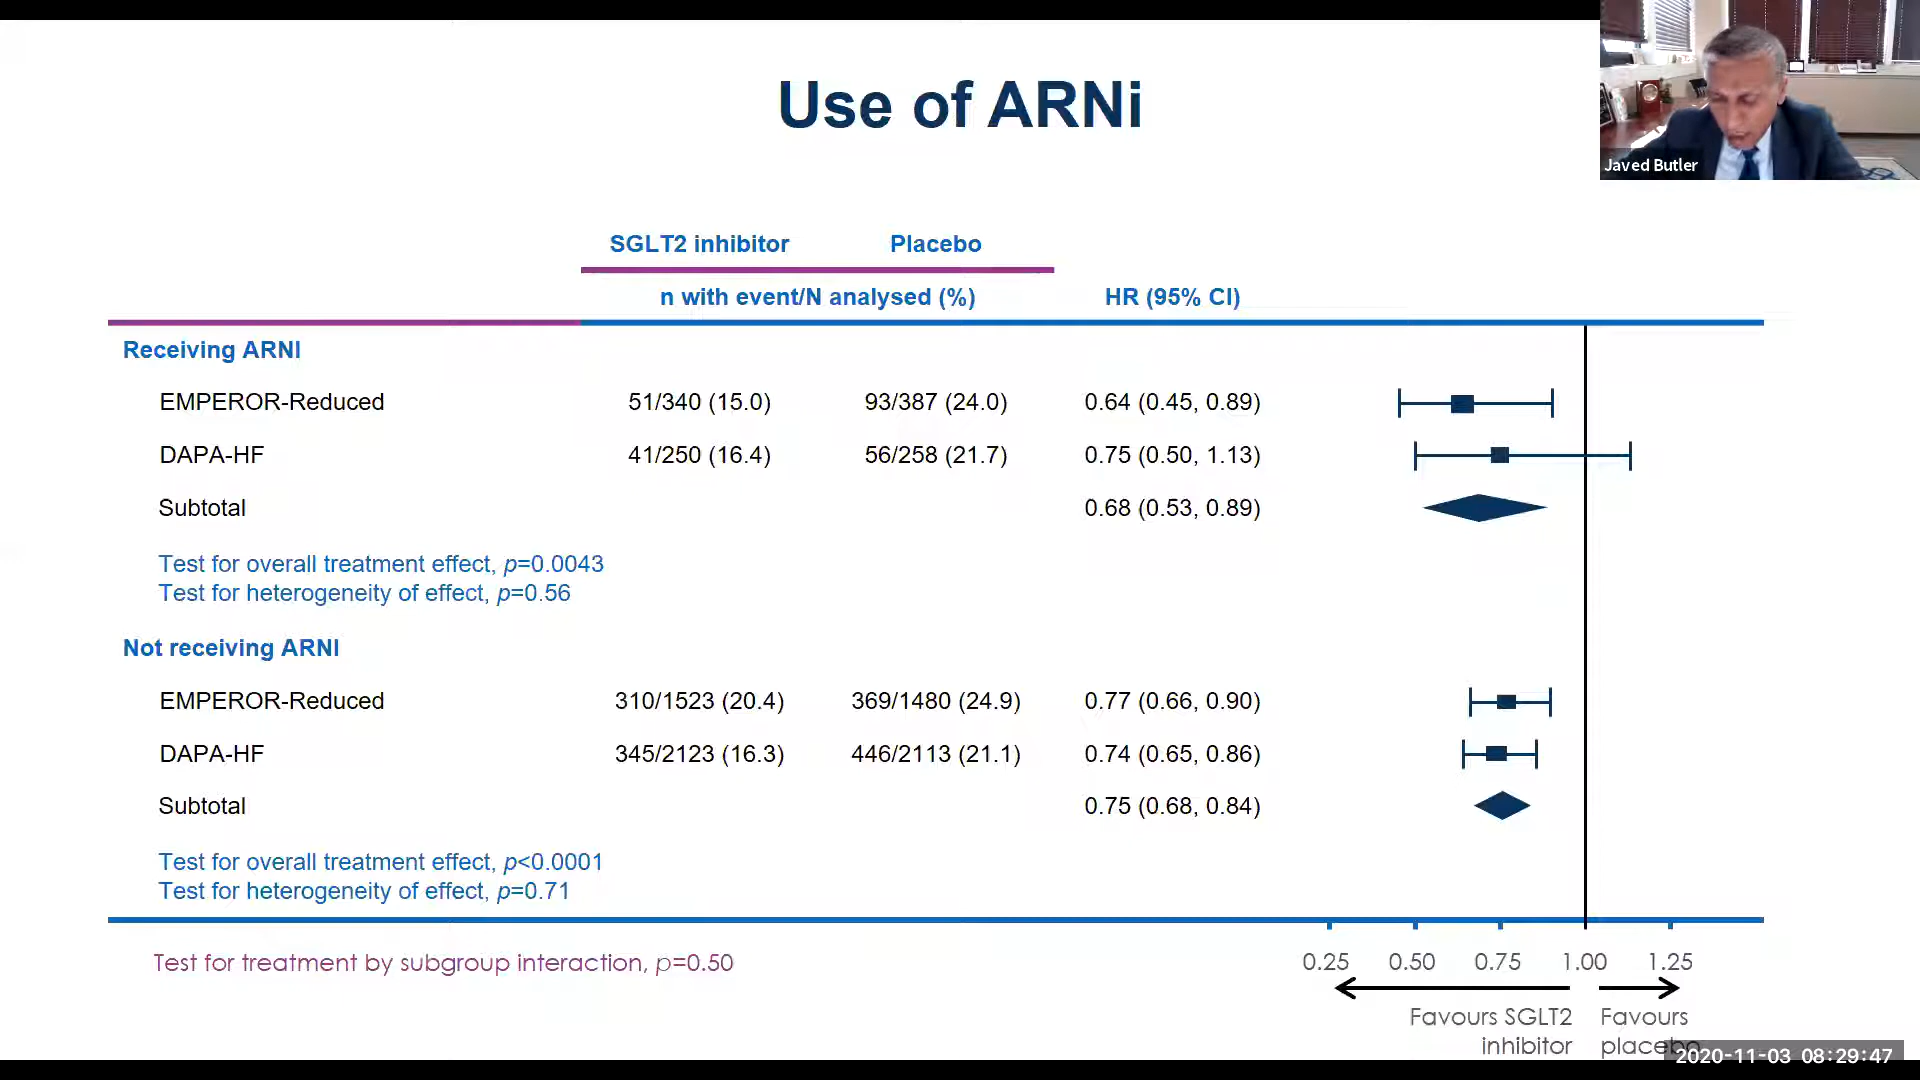 Use of ARNi
Javed Butler
SGLT2 inhibitor Placebo
n with event/N analysed (%) HR (95% CI)
Receiving ARNI
EMPEROR-Reduced 51/340 (15.0) 93/387 (24.0) 0.64 (0.45, 0.89)
DAPA-HF 41/250 (16.4) 56/258 (21.7) 0.75 (0.50, 1.13)
Subtotal 0.68 (0.53, 0.89)
Test for overall treatment effect, p=0.0043
Test for heterogeneity of effect, p=0.56
Not receiving ARNI
EMPEROR-Reduced 310/1523 (20.4) 369/1480 (24.9) 0.77 (0.66, 0.90)
DAPA-HF 345/2123 (16.3) 446/2113 (21.1) 0.74 (0.65, 0.86)
Subtotal 0.75 (0.68, 0.84)
Test for overall treatment effect, p<0.0001
Test for heterogeneity of effect, p=0.71
Test for treatment by subgroup interaction, p=0.50
0.25 0.50 0.75 1.00 1.25
Favours SGLT2 Favours
inhibitor placebo
2020-11-03 08:29:47